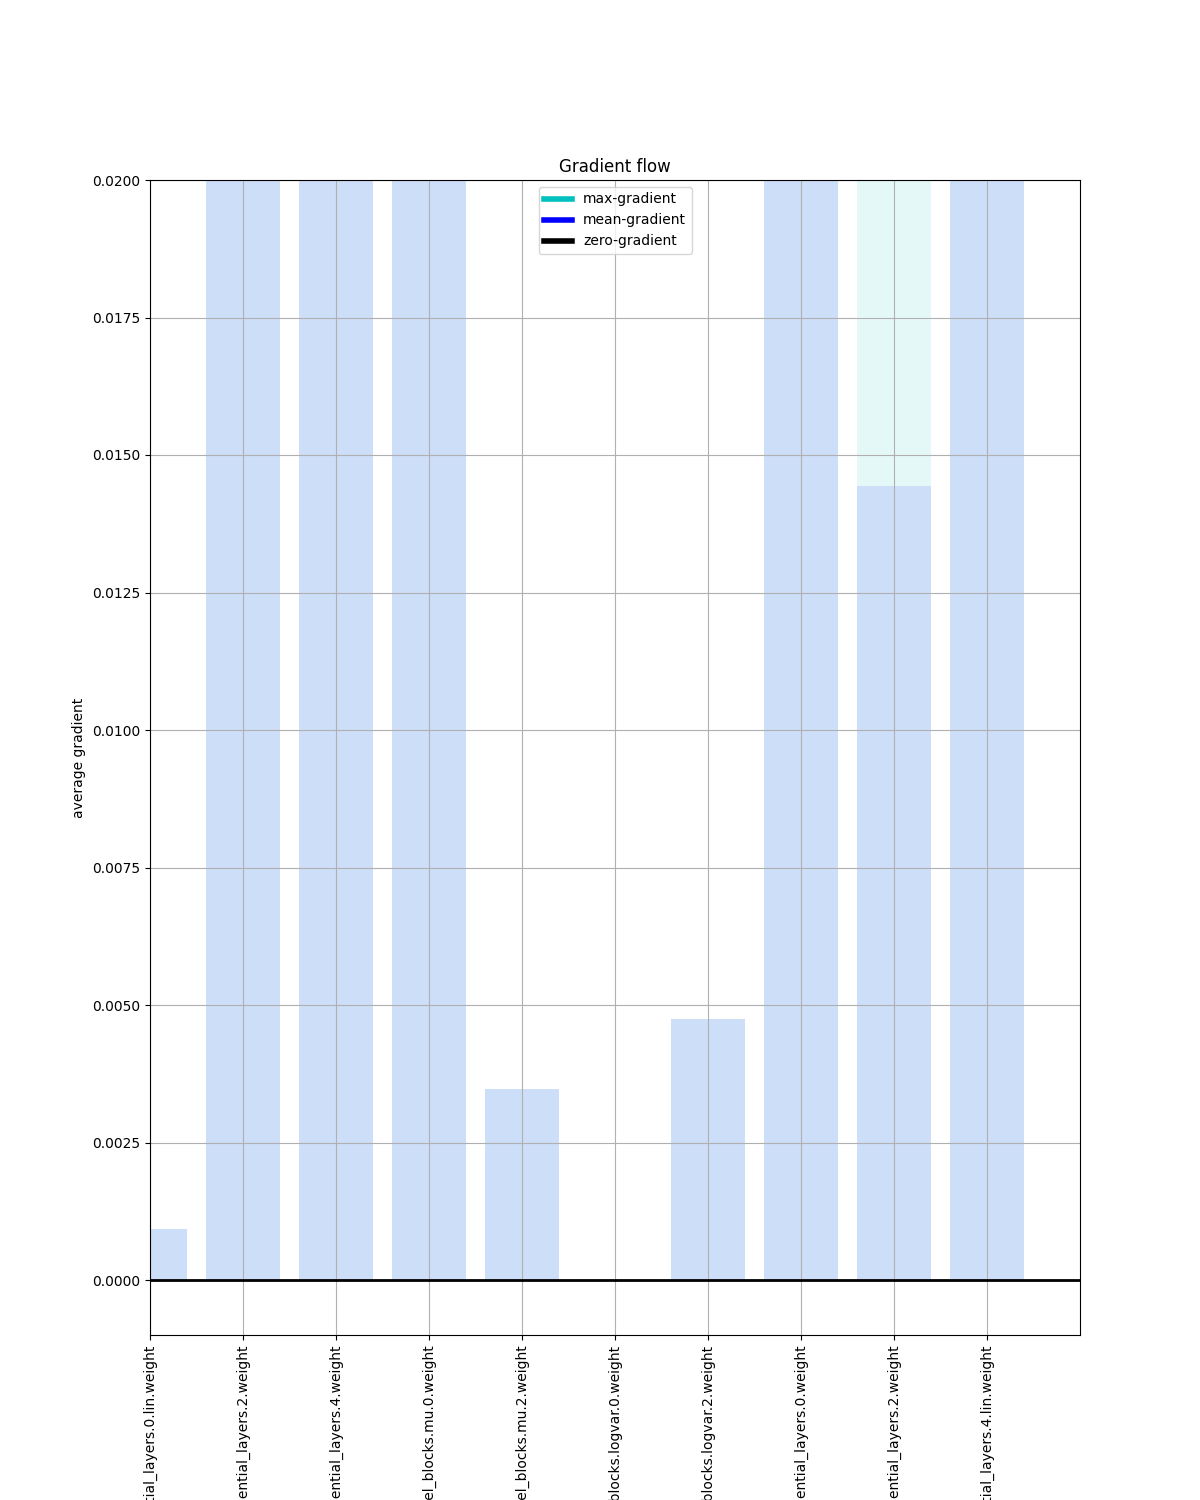 Gradient flow
max-gradient
mean-gradient
zero-gradient
0.0200
0.0175
0.0150
0.0125
0.0100
0.0075
0.0050
0.0025
0.0000
average gradient
tial_layers.0.lin.weight
ential_layers.2.weight
ential_layers.4.weight
el_blocks.mu.0.weight
el_blocks.mu.2.weight
blocks.logvar.0.weight
blocks.logvar.2.weight
ential_layers.0.weight
ential_layers.2.weight
tial_layers.4.lin.weight